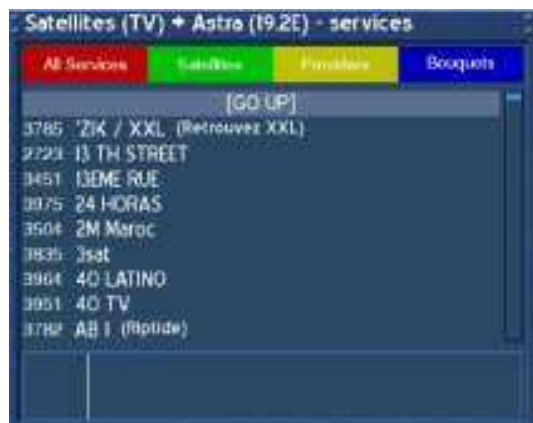 Satellites (TV) → Astra (19.2E) - services
All Services Satellites Providers Bouquets
[GO UP]
3785 'ZIK / XXL (Retrouvez XXL)
2723 13 TH STREET
3451 13EME RUE
3975 24 HORAS
3504 2M Maroc
3835 3sat
3964 40 LATINO
3951 40 TV
3782 AB 1 (Riptide)